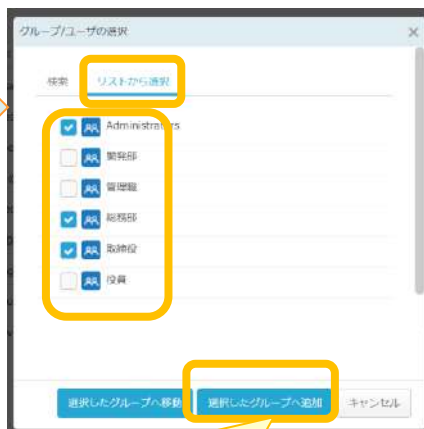 グループ/ユーザの選択
検索 リストから選択
Administrators
開発部
管理職
総務部
取締役
役員
選択したグループへ移動 選択したグループへ追加 キャンセル